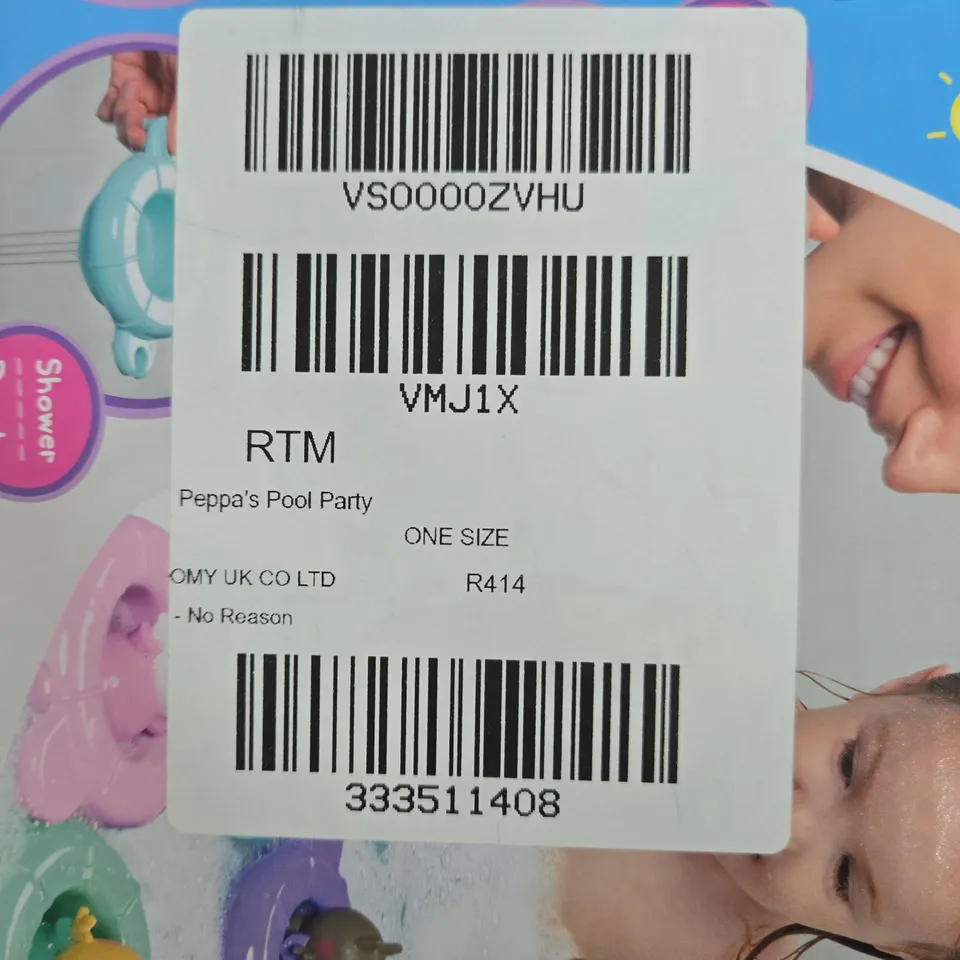 VS0000ZVHU
VMJ1X
RTM
Peppa's Pool Party
ONE SIZE
OMY UK CO LTD
R414
- No Reason
333511408
Shower